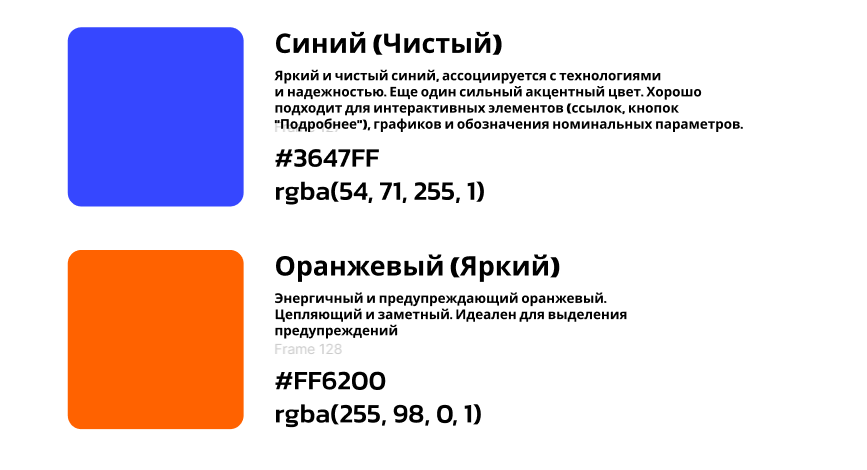 Синий (Чистый)
Яркий и чистый синий, ассоциируется с технологиями
и надежностью. Еще один сильный акцентный цвет. Хорошо
подходит для интерактивных элементов (ссылок, кнопок
"Подробнее"), графиков и обозначения номинальных параметров.
#3647FF
rgba(54, 71, 255, 1)
Оранжевый (Яркий)
Энергичный и предупреждающий оранжевый.
Цепляющий и заметный. Идеален для выделения
предупреждений
Frame 128
#FF6200
rgba(255, 98, 0, 1)